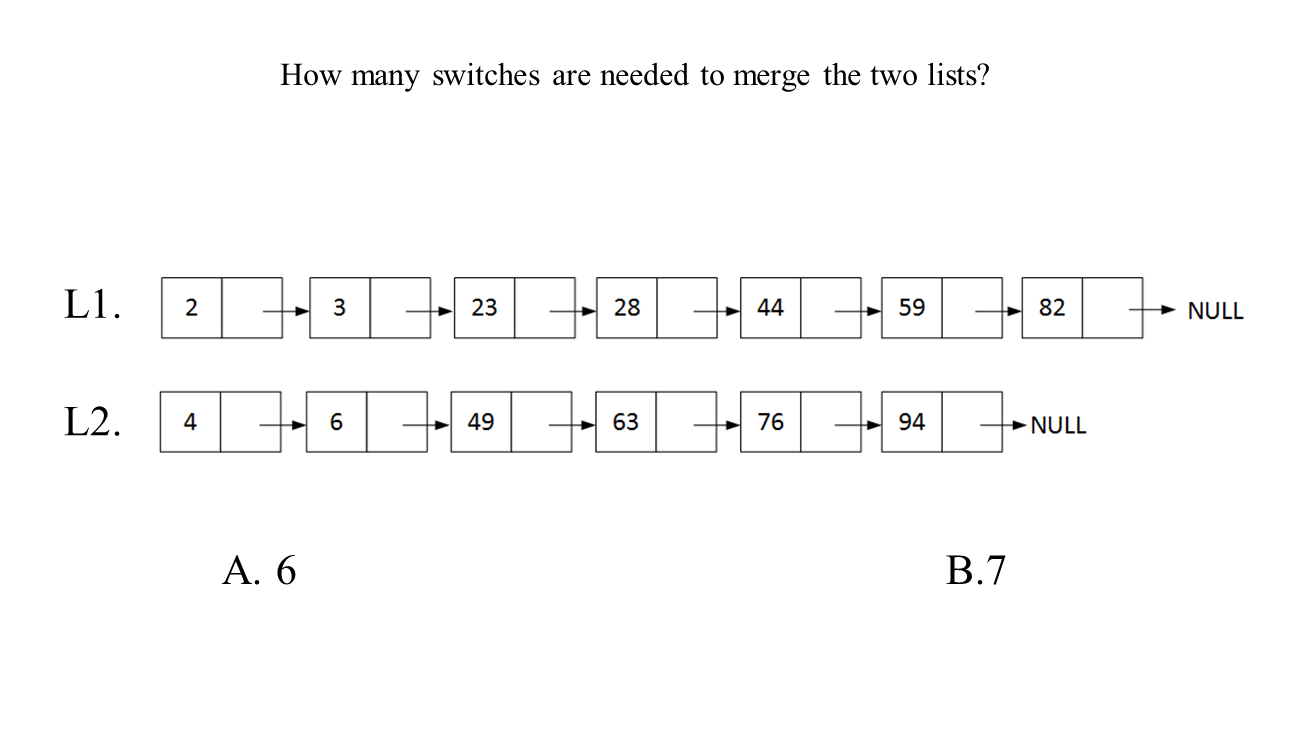 How many switches are needed to merge the two lists?
L1. 2 3 23 28 44 59 82 NULL
L2. 4 6 49 63 76 94 NULL
A. 6 B.7